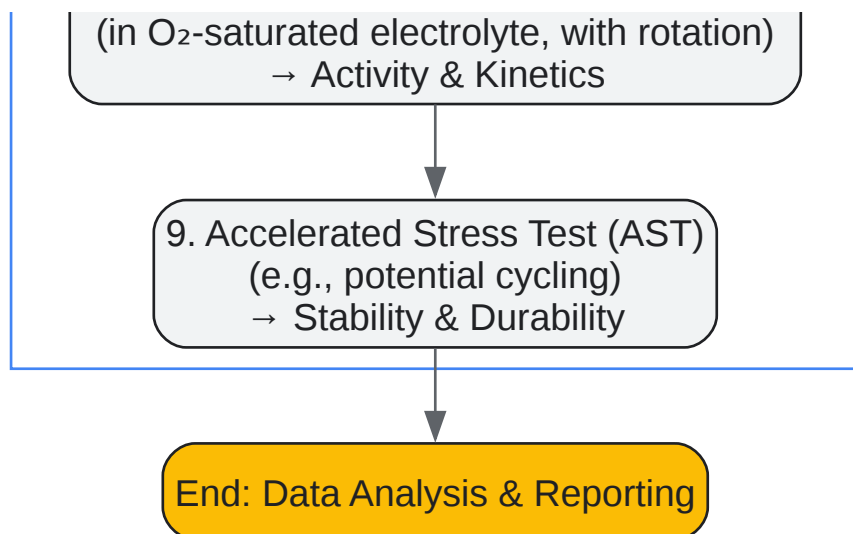 (in O₂-saturated electrolyte, with rotation)
→ Activity & Kinetics
9. Accelerated Stress Test (AST)
(e.g., potential cycling)
→ Stability & Durability
End: Data Analysis & Reporting